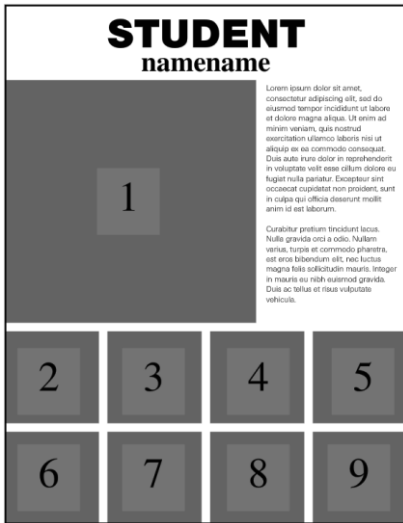 STUDENT
namename
Lorem ipsum dolor sit amet,
consectetur adipiscing elit, sed do
eiusmod tempor incididunt ut labore
et dolore magna aliqua. Ut enim ad
minim veniam, quis nostrud
exercitation ullamco laboris nisi ut
aliquip ex ea commodo consequat.
Duis aute irure dolor in reprehenderit
in voluptate velit esse cillum dolore eu
fugiat nulla pariatur. Excepteur sint
occaecat cupidatat non proident, sunt
in culpa qui officia deserunt mollit
anim id est laborum.
Curabitur pretium tincidunt lacus.
Nulla gravida orci a odio. Nullam
varius, turpis et commodo pharetra,
est eros bibendum elit, nec luctus
magna felis sollicitudin mauris. Integer
in mauris eu nibh euismod gravida.
Duis ac tellus et risus vulputate
vehicula.
1
2 3 4 5
6 7 8 9